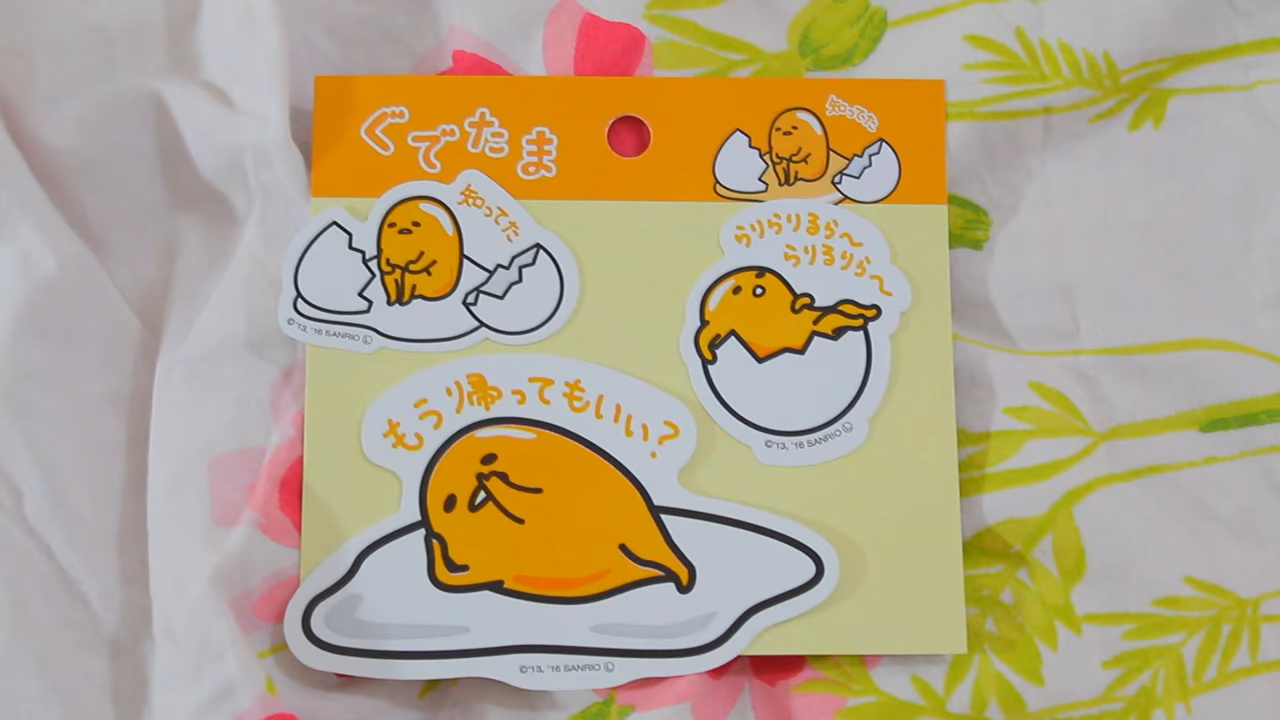 ぐでたま
知ってた
知ってた
©'13, '16 SANRIO Ⓛ
らりらりるら〜
らりるりら〜
©'13, '16 SANRIO Ⓛ
もうり帰ってもいい?
©'13, '16 SANRIO Ⓛ